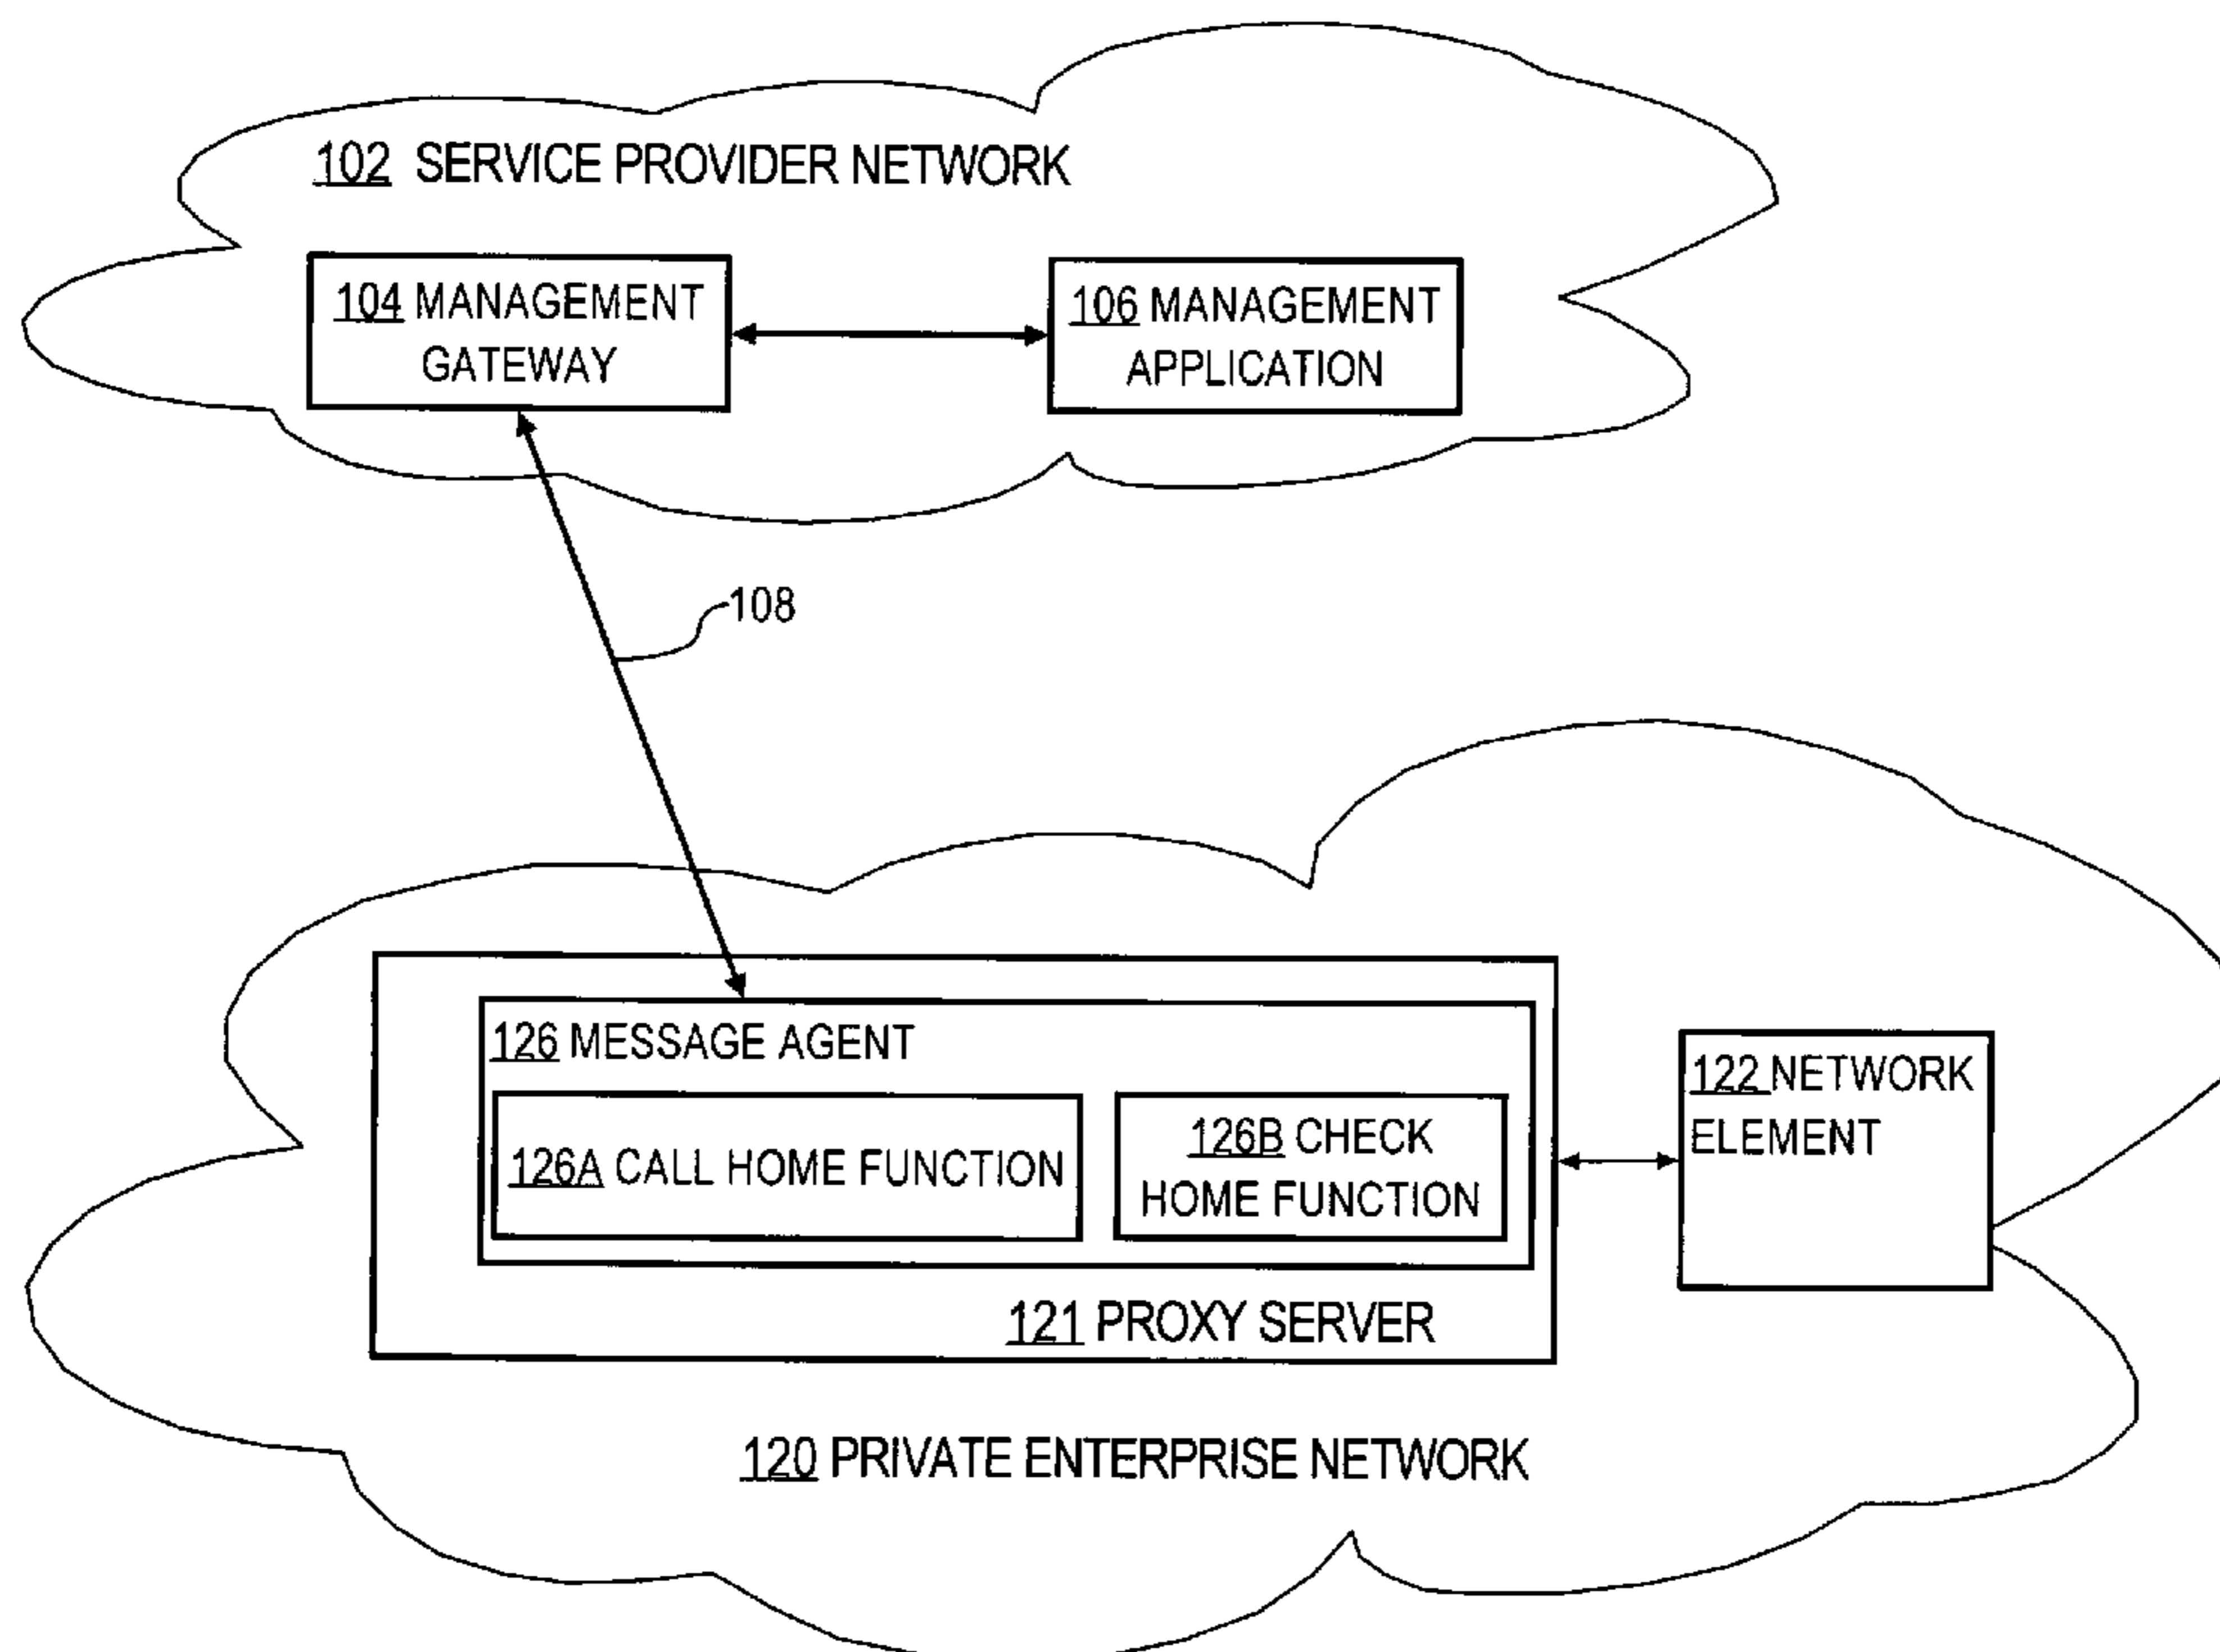 102 SERVICE PROVIDER NETWORK
104 MANAGEMENT
GATEWAY
106 MANAGEMENT
APPLICATION
108
126 MESSAGE AGENT
126A CALL HOME FUNCTION
126B CHECK
HOME FUNCTION
122 NETWORK
ELEMENT
121 PROXY SERVER
120 PRIVATE ENTERPRISE NETWORK